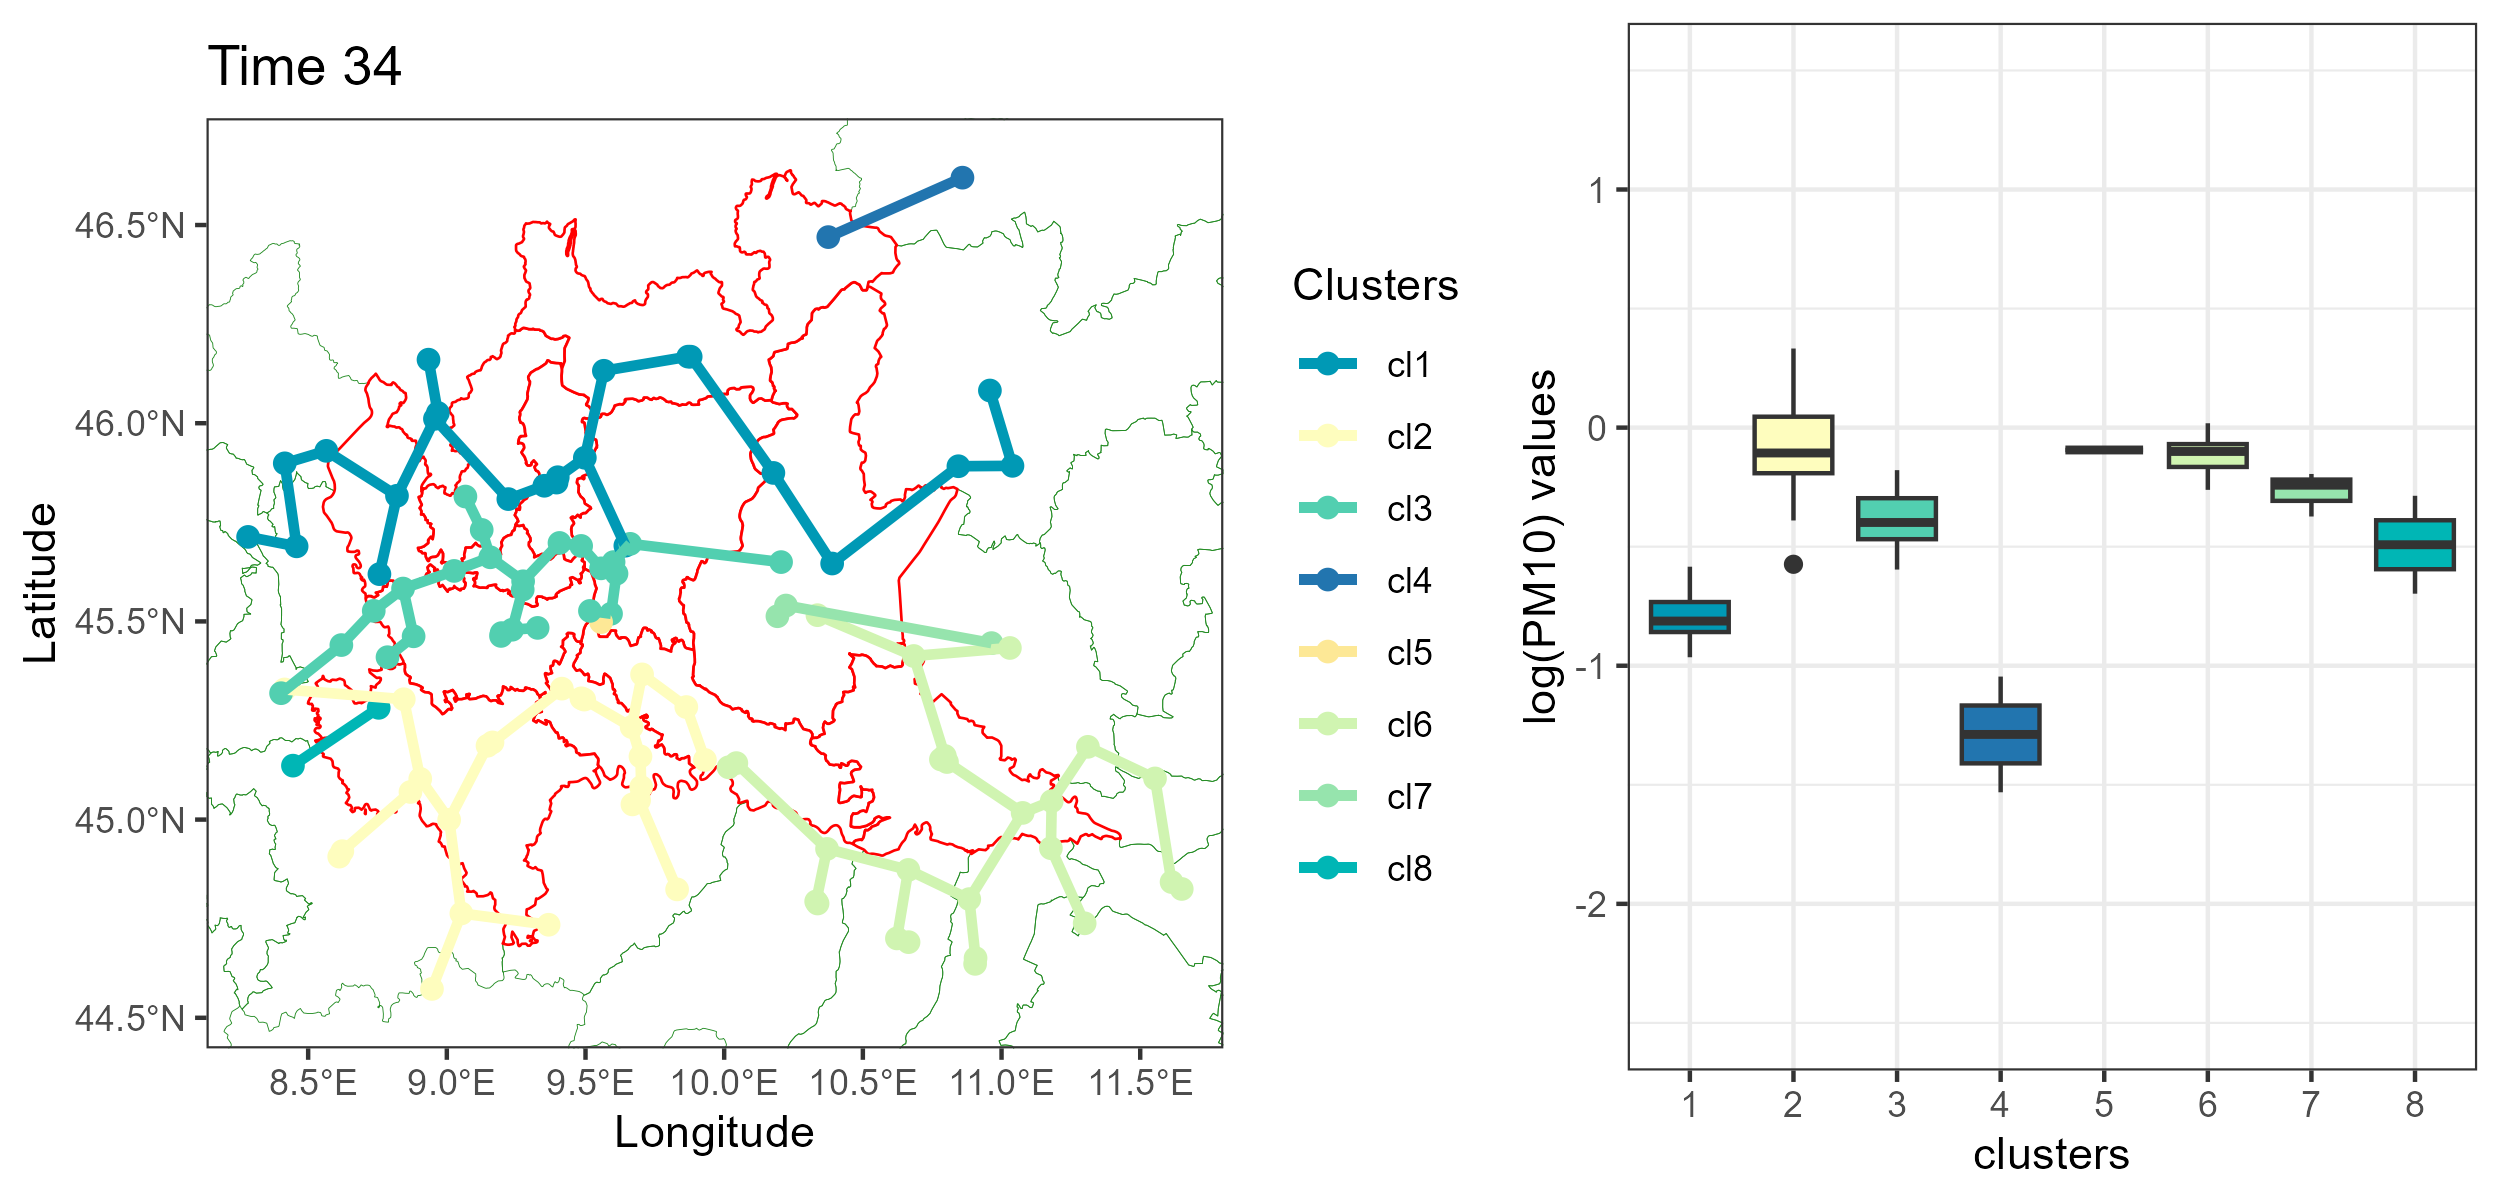 Time 34
Latitude
46.5°N
46.0°N
45.5°N
45.0°N
44.5°N
8.5°E 9.0°E 9.5°E 10.0°E 10.5°E 11.0°E 11.5°E
Longitude
Clusters
cl1
cl2
cl3
cl4
cl5
cl6
cl7
cl8
log(PM10) values
1
0
-1
-2
1 2 3 4 5 6 7 8
clusters